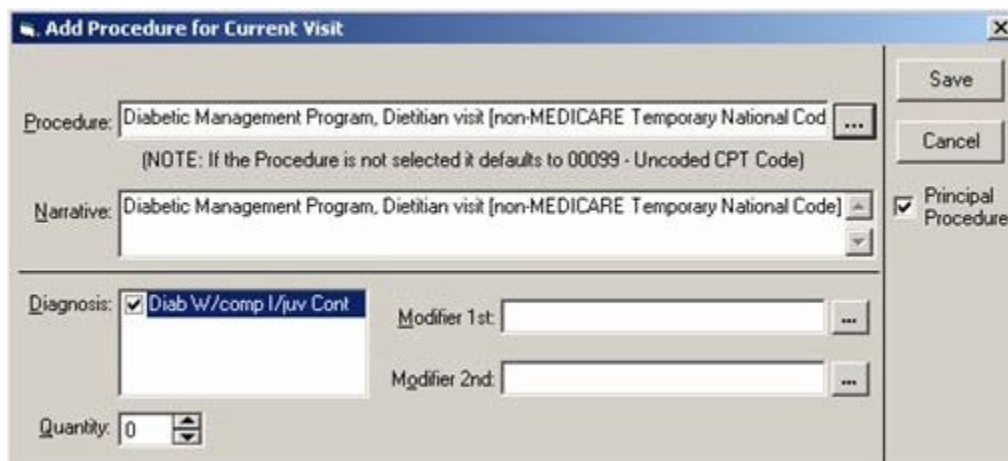 Add Procedure for Current Visit
Save
Procedure: Diabetic Management Program, Dietitian visit [non-MEDICARE Temporary National Cod ...
(NOTE: If the Procedure is not selected it defaults to 00099 - Uncoded CPT Code)
Cancel
Narrative: Diabetic Management Program, Dietitian visit [non-MEDICARE Temporary National Code]
Principal
Procedure
Diagnosis: Diab W/comp I/juv Cont
Modifier 1st: ...
Modifier 2nd: ...
Quantity: 0